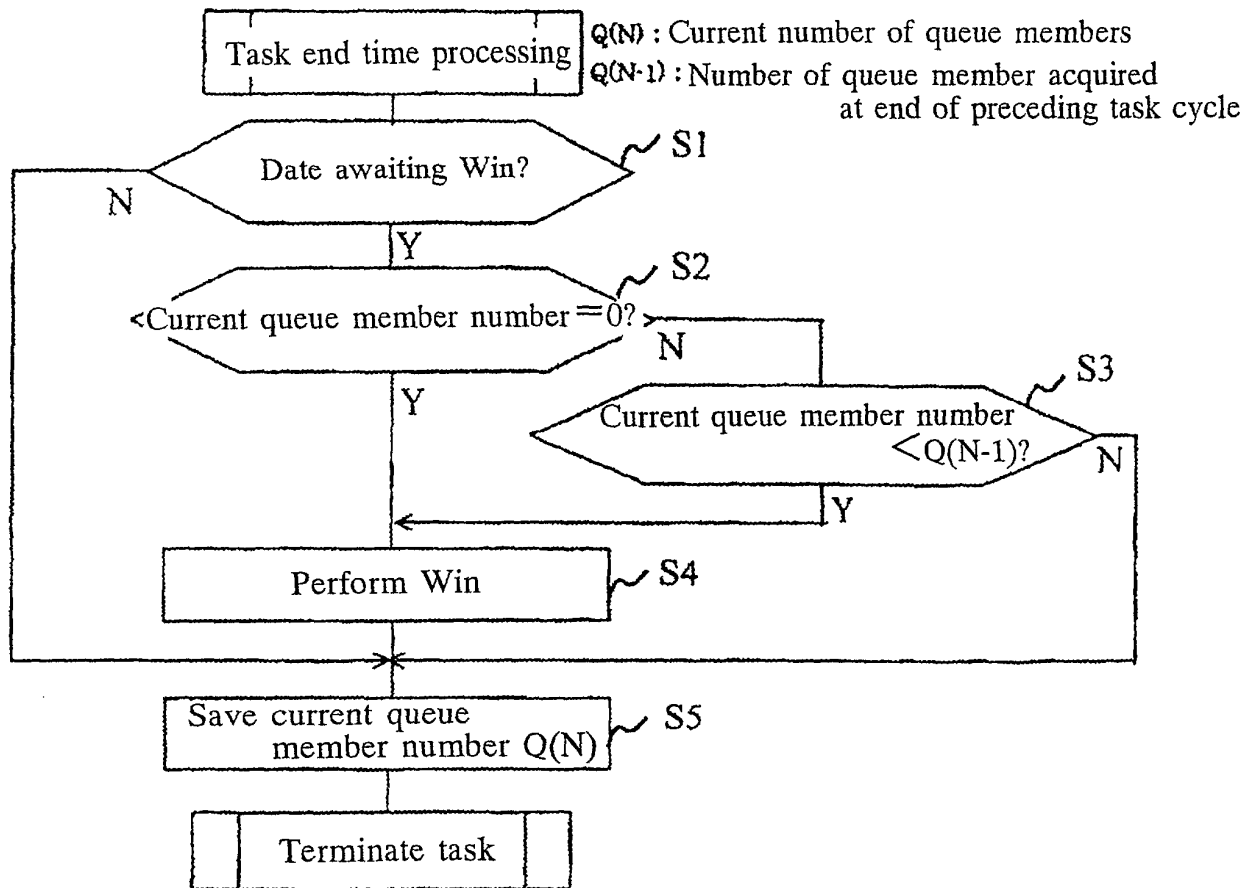 Task end time processing
Q(N) : Current number of queue members
Q(N-1) : Number of queue member acquired
at end of preceding task cycle
S1
Date awaiting Win?
N
Y
S2
<Current queue member number =0? >
N
Y
S3
Current queue member number
<Q(N-1)?
N
Y
Perform Win
S4
Save current queue
member number Q(N)
S5
Terminate task